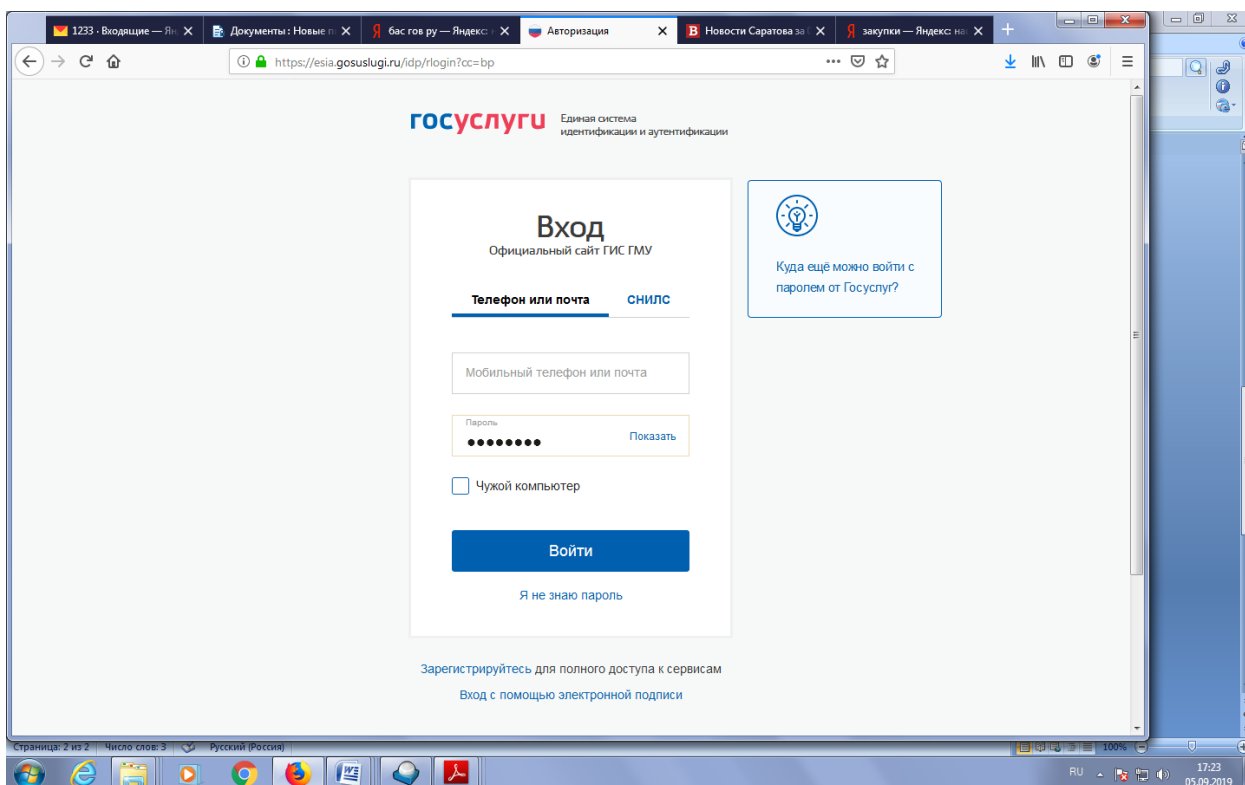 1233 · Входящие — Ян
Документы : Новые п
бас гов ру — Яндекс: н
Авторизация
Новости Саратова за
закупки — Яндекс: на
https://esia.gosuslugi.ru/idp/rlogin?cc=bp
госуслуги
Единая система
идентификации и аутентификации
Вход
Официальный сайт ГИС ГМУ
Телефон или почта
СНИЛС
Мобильный телефон или почта
Пароль
Показать
Чужой компьютер
Войти
Я не знаю пароль
Куда ещё можно войти с
паролем от Госуслуг?
Зарегистрируйтесь для полного доступа к сервисам
Вход с помощью электронной подписи
Страница: 2 из 2
Число слов: 3
Русский (Россия)
100%
RU
17:23
05.09.2019